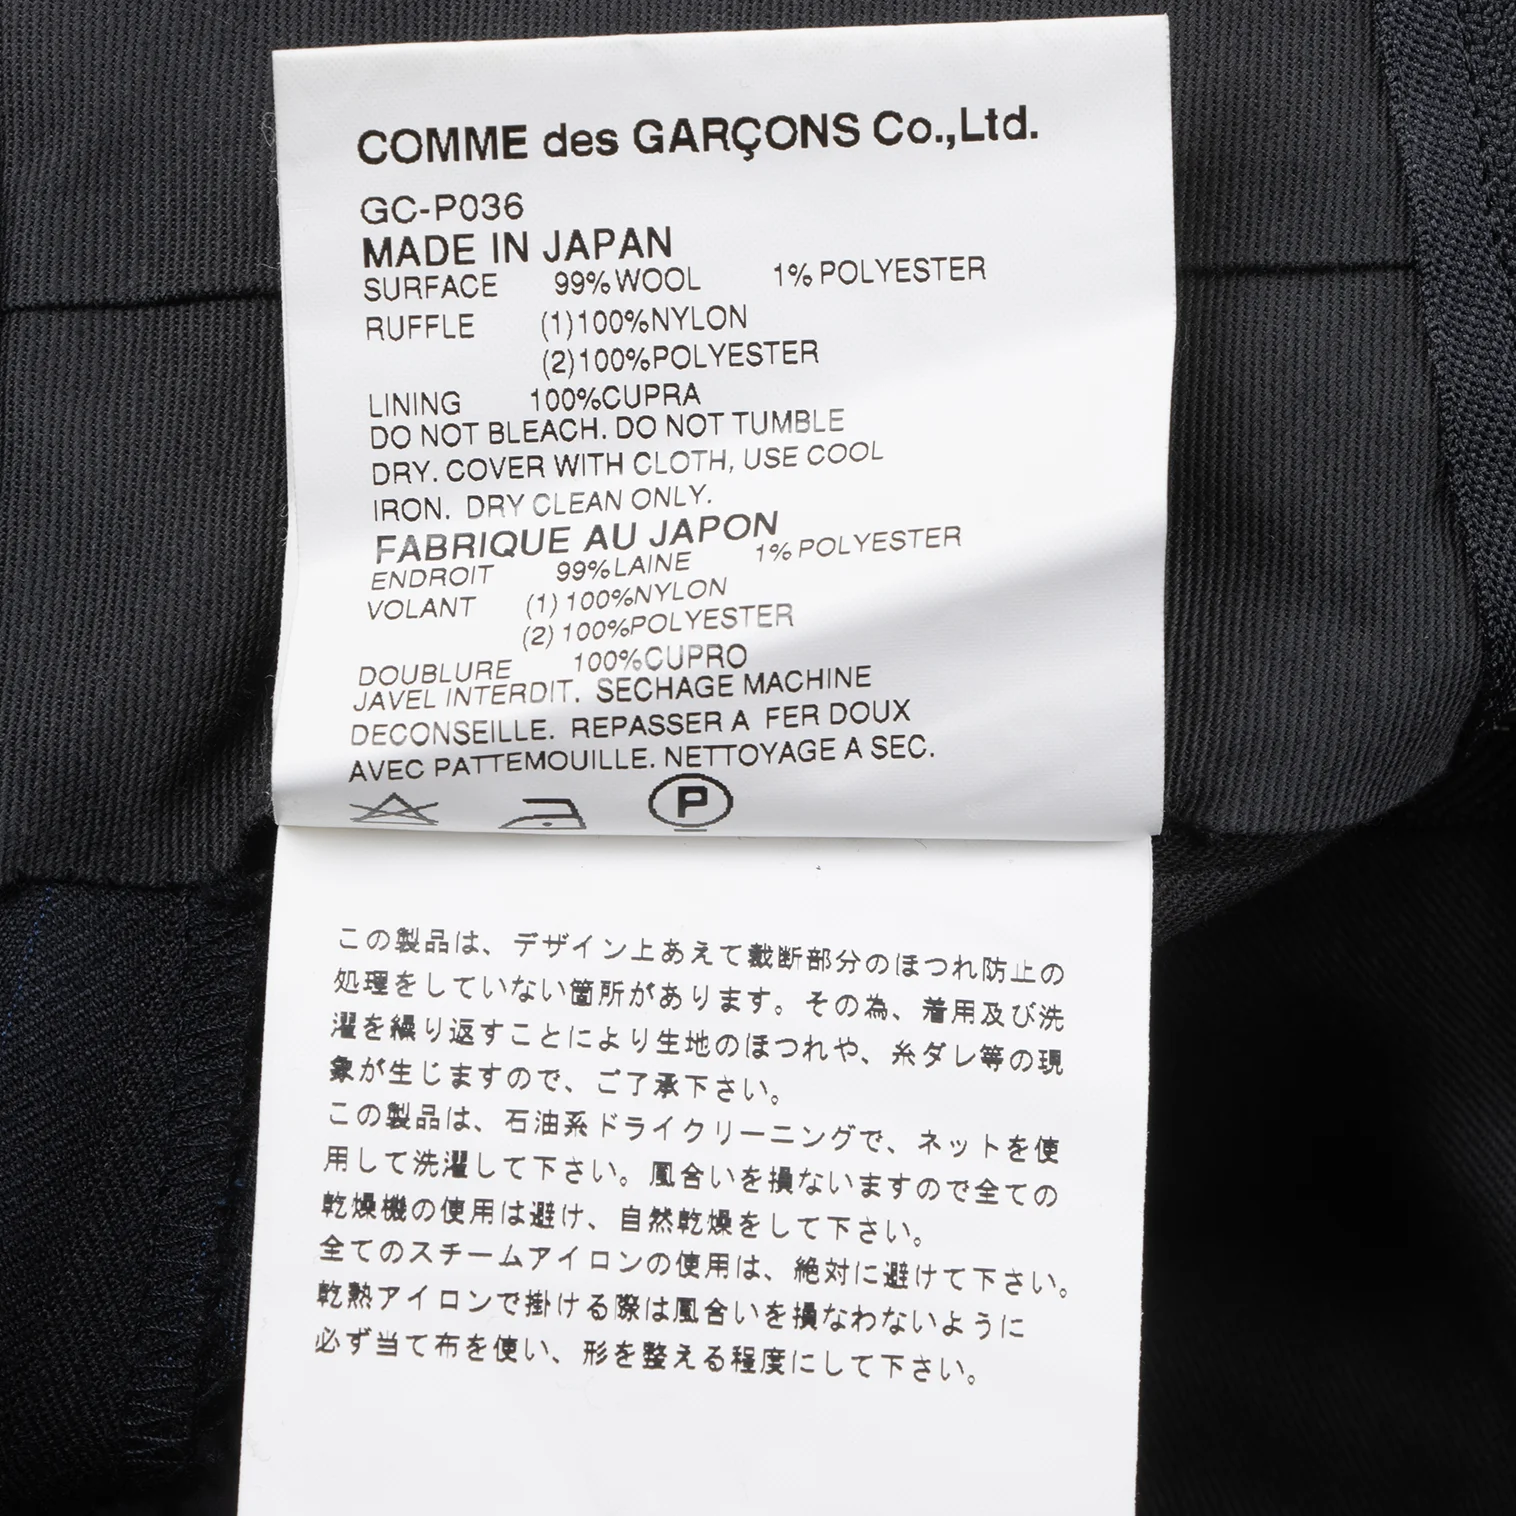 COMME des GARÇONS Co.,Ltd.
GC-P036
MADE IN JAPAN
SURFACE 99%WOOL 1%POLYESTER
RUFFLE (1)100%NYLON
(2)100%POLYESTER
LINING 100%CUPRA
DO NOT BLEACH. DO NOT TUMBLE
DRY. COVER WITH CLOTH, USE COOL
IRON. DRY CLEAN ONLY.
FABRIQUE AU JAPON
ENDROIT 99%LAINE 1%POLYESTER
VOLANT (1)100%NYLON
(2)100%POLYESTER
DOUBLURE 100%CUPRO
JAVEL INTERDIT. SECHAGE MACHINE
DECONSEILLE. REPASSER A FER DOUX
AVEC PATTEMOUILLE. NETTOYAGE A SEC.
P
この製品は、デザイン上あえて裁断部分のほつれ防止の
処理をしていない箇所があります。その為、着用及び洗
濯を繰り返すことにより生地のほつれや、糸ダレ等の現
象が生じますので、ご了承下さい。
この製品は、石油系ドライクリーニングで、ネットを使
用して洗濯して下さい。風合いを損ないますので全ての
乾燥機の使用は避け、自然乾燥をして下さい。
全てのスチームアイロンの使用は、絶対に避けて下さい。
乾熱アイロンで掛ける際は風合いを損なわないように
必ず当て布を使い、形を整える程度にして下さい。